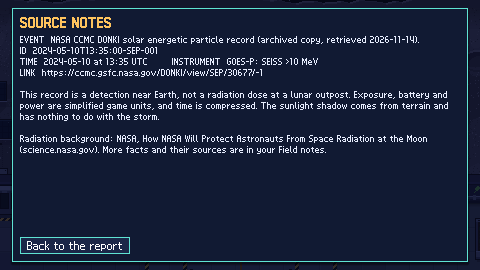 SOURCE NOTES
EVENT NASA CCMC DONKI solar energetic particle record (archived copy, retrieved 2026-11-14).
ID 2024-05-10T13:35:00-SEP-001
TIME 2024-05-10 at 13:35 UTC INSTRUMENT GOES-P: SEISS >10 MeV
LINK https://ccmc.gsfc.nasa.gov/DONKI/view/SEP/30677/-1
This record is a detection near Earth, not a radiation dose at a lunar outpost. Exposure, battery and
power are simplified game units, and time is compressed. The sunlight shadow comes from terrain and
has nothing to do with the storm.
Radiation background: NASA, How NASA Will Protect Astronauts From Space Radiation at the Moon
(science.nasa.gov). More facts and their sources are in your Field notes.
Back to the report